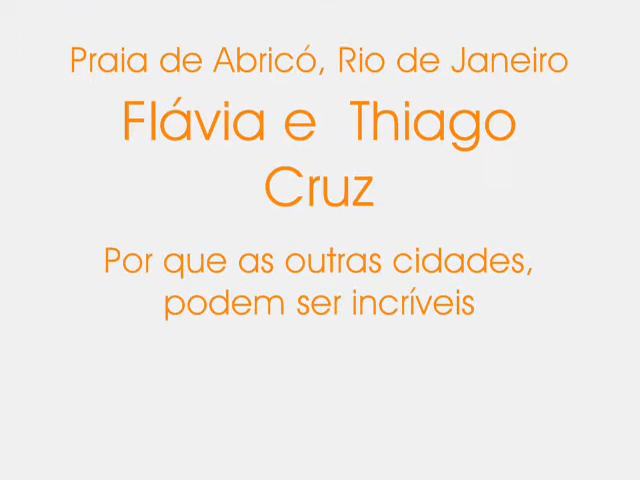 Praia de Abricó, Rio de Janeiro
Flávia e Thiago
Cruz
Por que as outras cidades,
podem ser incríveis